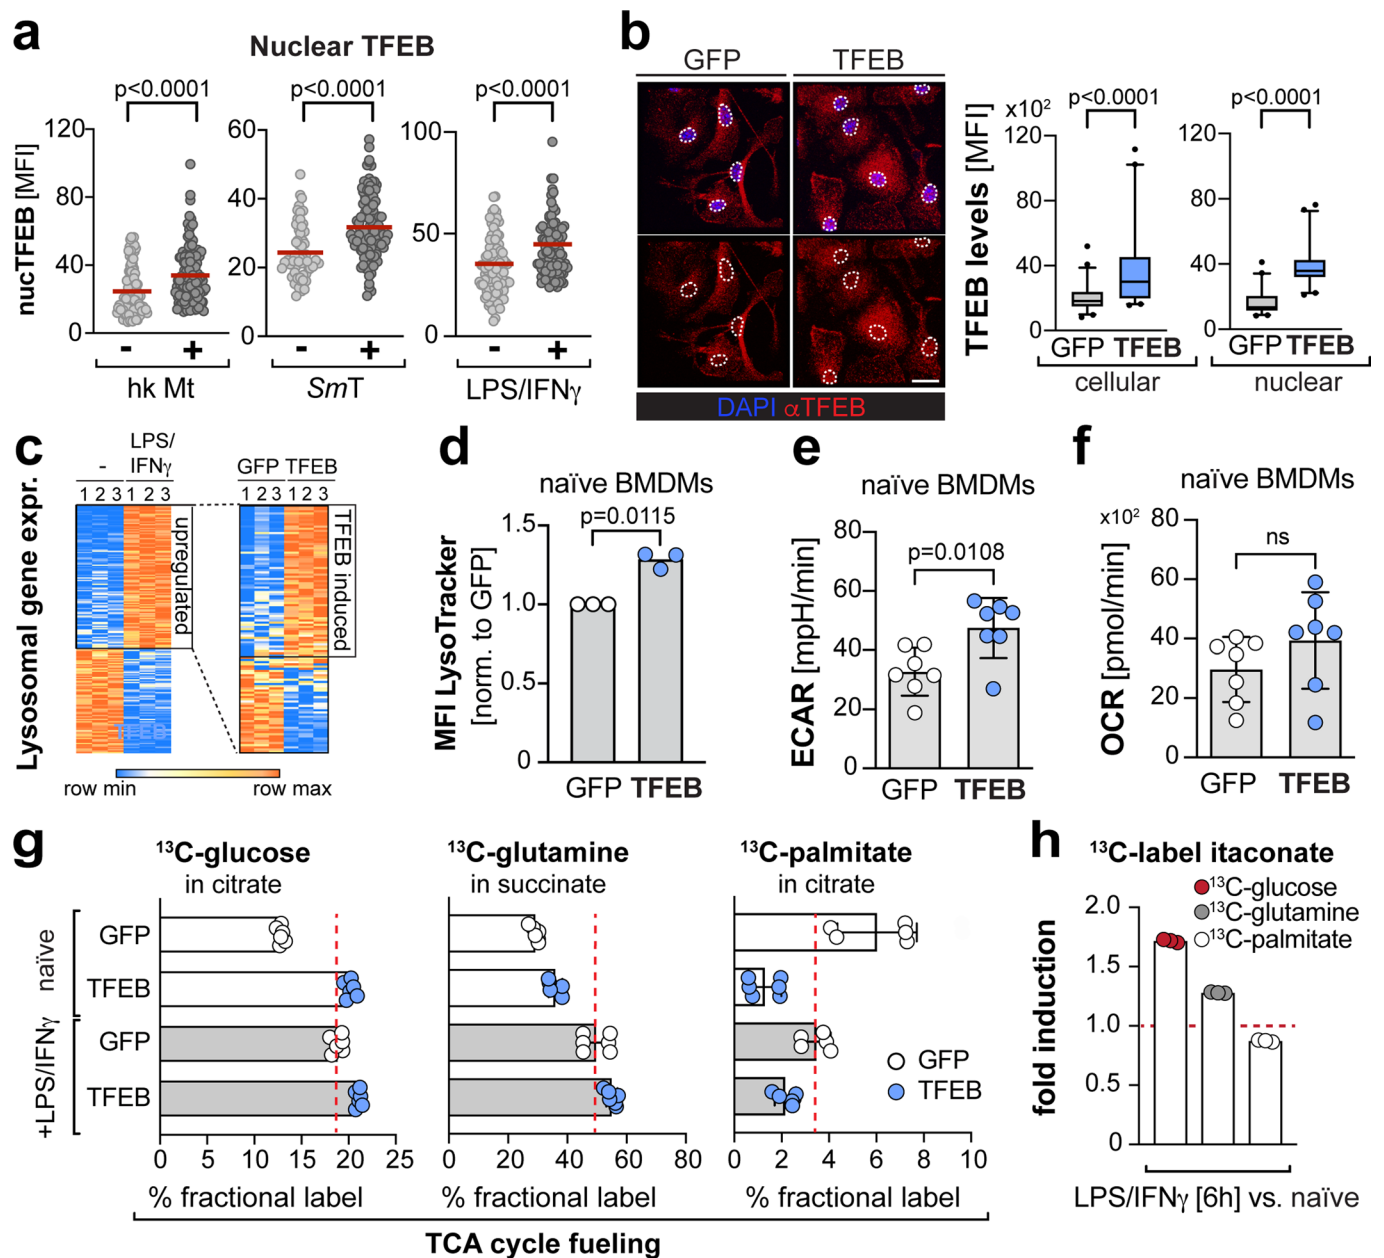 a
Nuclear TFEB
p<0.0001
p<0.0001
p<0.0001
nucTFEB [MFI]
120
80
40
0
60
40
20
0
100
50
0
- +
- +
- +
hk Mt
SmT
LPS/IFNγ
b
GFP
TFEB
DAPI αTFEB
TFEB levels [MFI]
x10²
p<0.0001
p<0.0001
120
80
40
0
120
80
40
0
GFP TFEB
GFP TFEB
cellular
nuclear
c
Lysosomal gene expr.
LPS/
- IFNγ
1 2 3 1 2 3
GFP TFEB
1 2 3 1 2 3
upregulated
TFEB induced
TFEB
row min
row max
d
naïve BMDMs
p=0.0115
MFI LysoTracker
[norm. to GFP]
1.5
1.0
0.5
0
GFP TFEB
e
naïve BMDMs
p=0.0108
ECAR [mpH/min]
80
60
40
20
0
GFP TFEB
f
naïve BMDMs
x10²
ns
OCR [pmol/min]
80
60
40
20
0
GFP TFEB
g
¹³C-glucose
in citrate
¹³C-glutamine
in succinate
¹³C-palmitate
in citrate
naïve
+LPS/IFNγ
GFP
TFEB
GFP
TFEB
GFP
TFEB
0 5 10 15 20 25
0 20 40 60 80
0 2 4 6 8 10
% fractional label
% fractional label
% fractional label
TCA cycle fueling
h
¹³C-label itaconate
¹³C-glucose
¹³C-glutamine
¹³C-palmitate
fold induction
2.0
1.5
1.0
0.5
0
LPS/IFNγ [6h] vs. naïve